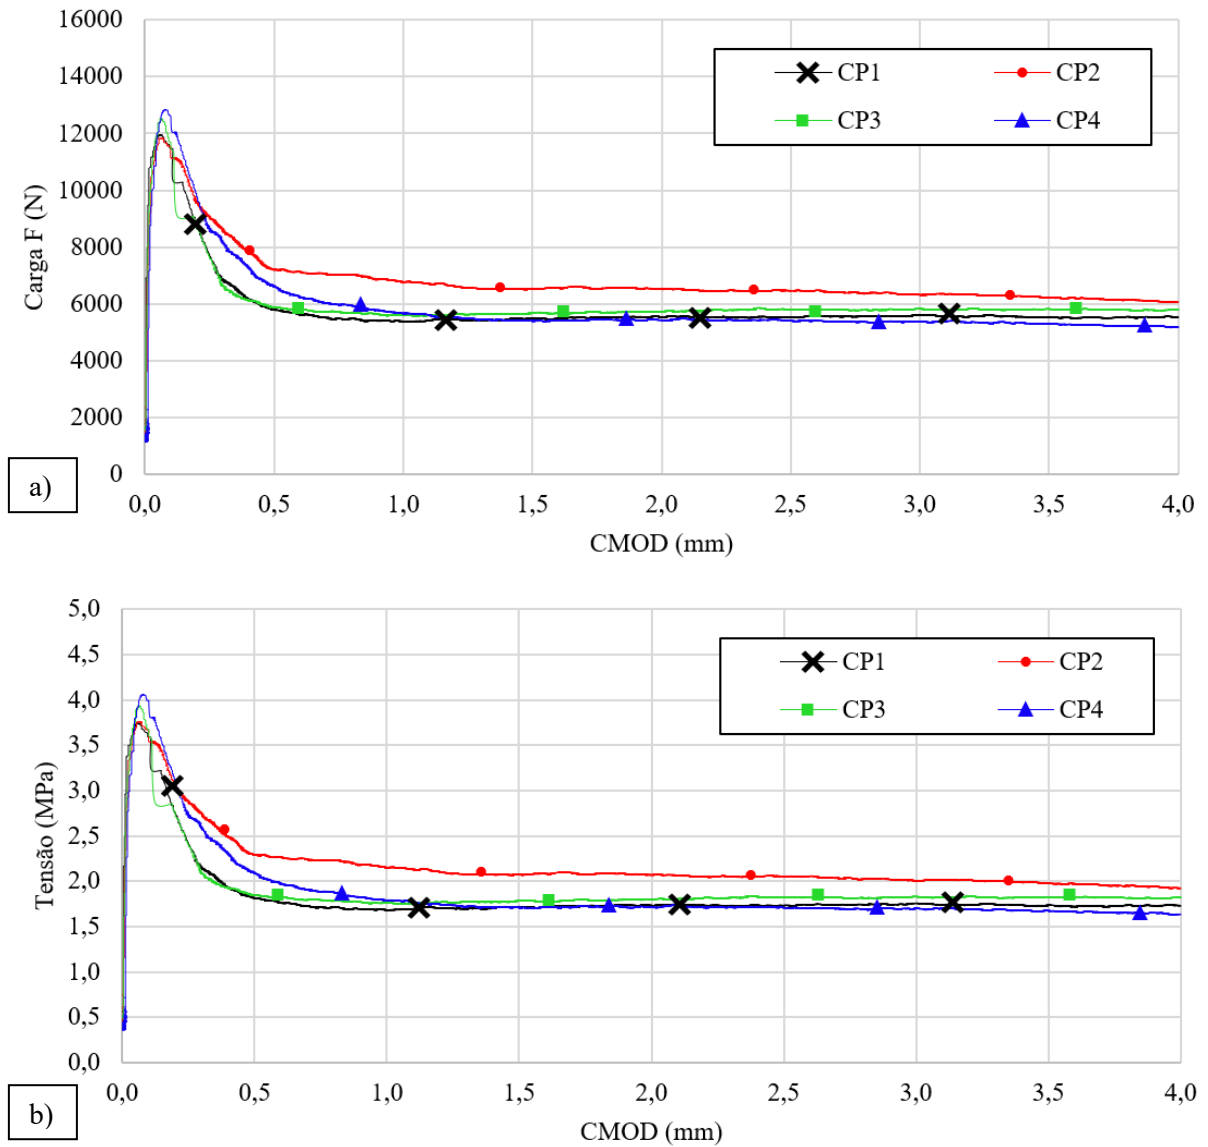 16000
14000
12000
10000
8000
6000
4000
2000
0
Carga F (N)
CP1 CP2
CP3 CP4
a)
0,0 0,5 1,0 1,5 2,0 2,5 3,0 3,5 4,0
CMOD (mm)
5,0
4,5
4,0
3,5
3,0
2,5
2,0
1,5
1,0
0,5
0,0
Tensão (MPa)
CP1 CP2
CP3 CP4
b)
0,0 0,5 1,0 1,5 2,0 2,5 3,0 3,5 4,0
CMOD (mm)